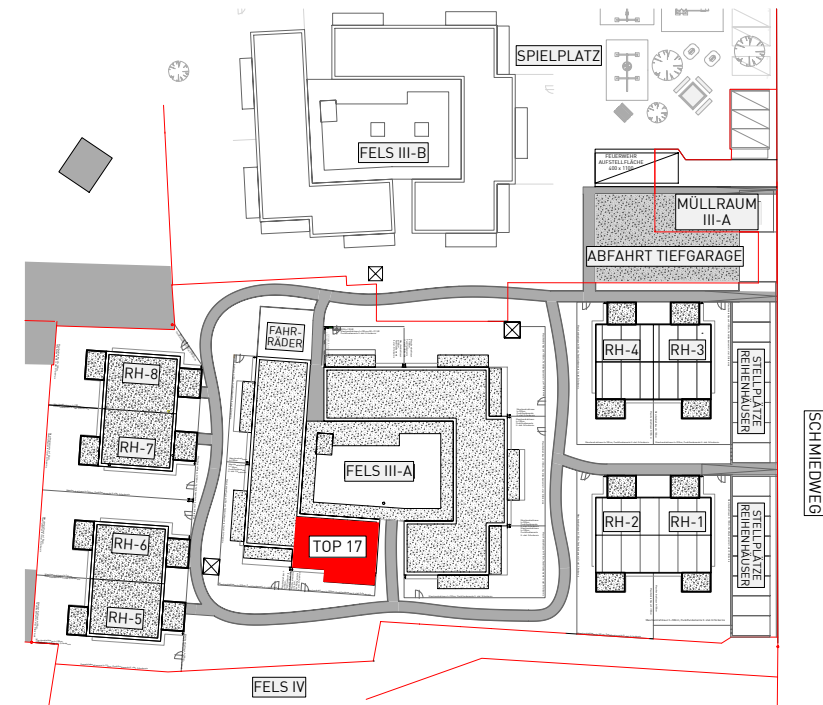 SPIELPLATZ
FELS III-B
FEUERWEHR
AUFSTELLFLÄCHE
MÜLLRAUM
III-A
ABFAHRT TIEFGARAGE
FAHR-
RÄDER
RH-4
RH-3
STELLPLÄTZE
REIHENHÄUSER
RH-8
RH-7
FELS III-A
SCHMIEDWEG
RH-2
RH-1
STELLPLÄTZE
REIHENHÄUSER
TOP 17
RH-6
RH-5
FELS IV